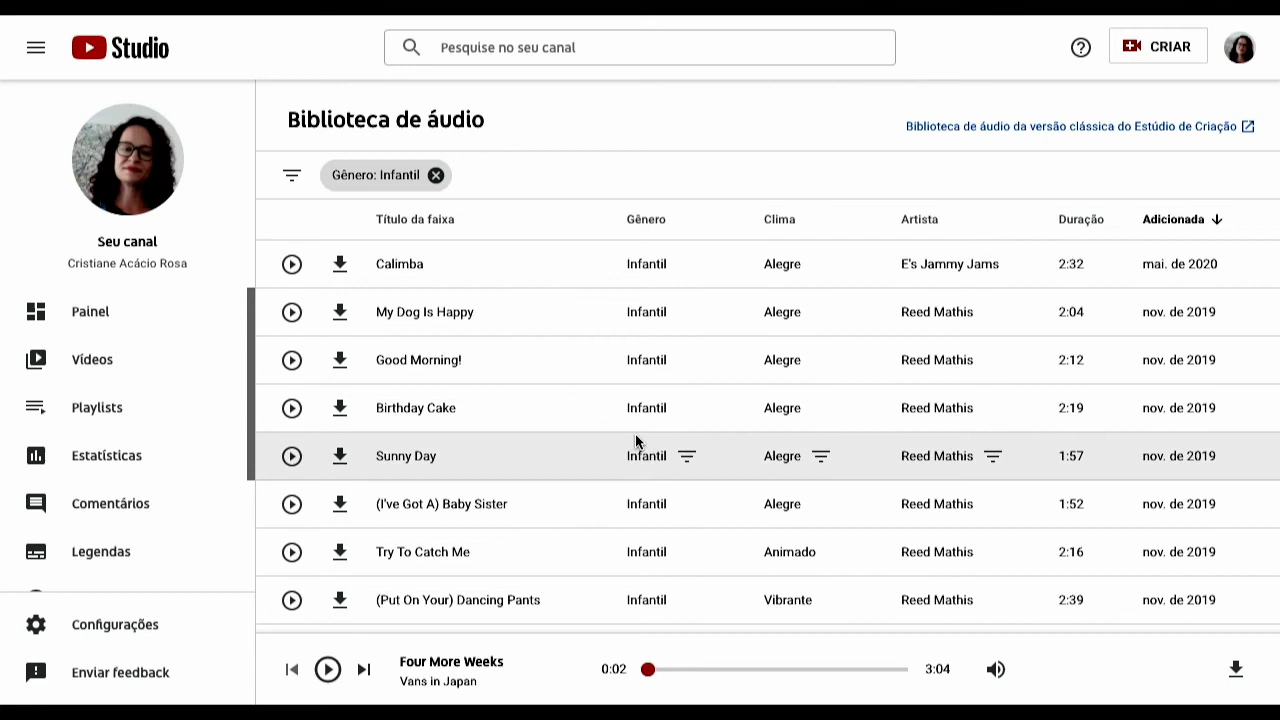 Studio
Pesquise no seu canal
CRIAR
Seu canal
Cristiane Acácio Rosa
Painel
Vídeos
Playlists
Estatísticas
Comentários
Legendas
Configurações
Enviar feedback
Biblioteca de áudio
Biblioteca de áudio da versão clássica do Estúdio de Criação
Gênero: Infantil
Título da faixa Gênero Clima Artista Duração Adicionada
Calimba Infantil Alegre E's Jammy Jams 2:32 mai. de 2020
My Dog Is Happy Infantil Alegre Reed Mathis 2:04 nov. de 2019
Good Morning! Infantil Alegre Reed Mathis 2:12 nov. de 2019
Birthday Cake Infantil Alegre Reed Mathis 2:19 nov. de 2019
Sunny Day Infantil Alegre Reed Mathis 1:57 nov. de 2019
(I've Got A) Baby Sister Infantil Alegre Reed Mathis 1:52 nov. de 2019
Try To Catch Me Infantil Animado Reed Mathis 2:16 nov. de 2019
(Put On Your) Dancing Pants Infantil Vibrante Reed Mathis 2:39 nov. de 2019
Four More Weeks
Vans in Japan
0:02 3:04